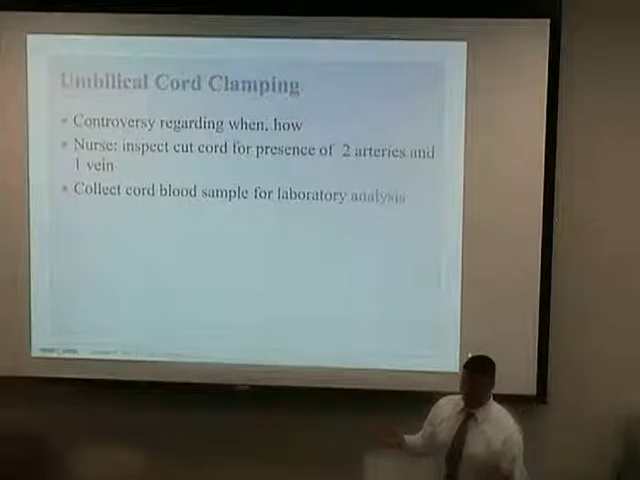 Umbilical Cord Clamping
Controversy regarding when, how
Nurse: inspect cut cord for presence of 2 arteries and
1 vein
Collect cord blood sample for laboratory analysis